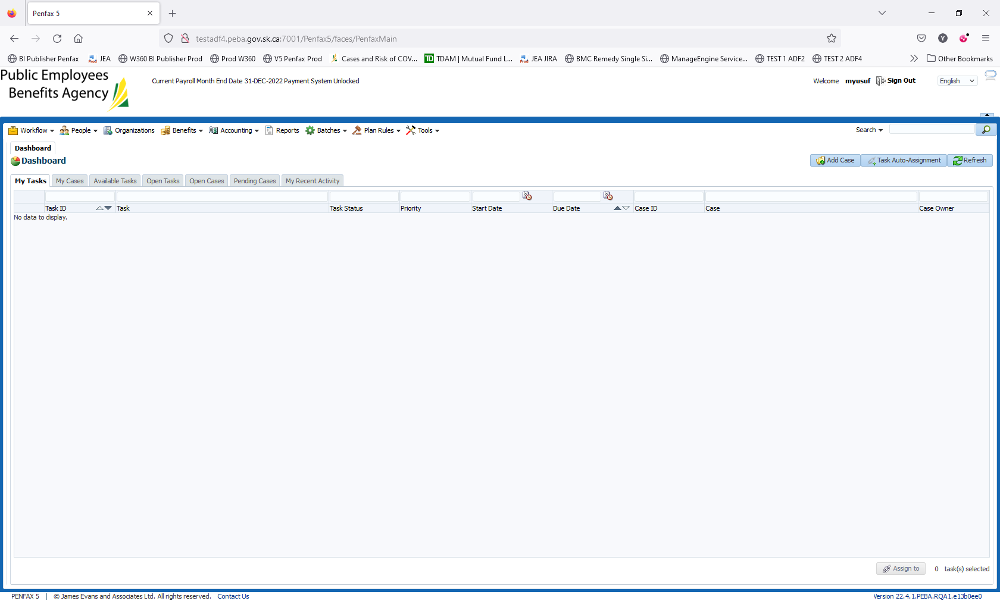 Penfax 5
testadf4.peba.gov.sk.ca:7001/Penfax5/faces/PenfaxMain
Y
BI Publisher Penfax JEA W360 BI Publisher Prod Prod W360 V5 Penfax Prod Cases and Risk of COV... TD TDAM | Mutual Fund L... JEA JIRA BMC Remedy Single Si... ManageEngine Service... TEST 1 ADF2 TEST 2 ADF4 Other Bookmarks
Public Employees
Benefits Agency
Current Payroll Month End Date 31-DEC-2022 Payment System Unlocked
Welcome myusuf Sign Out English
Workflow People Organizations Benefits Accounting Reports Batches Plan Rules Tools Search
Dashboard
Dashboard
Add Case Task Auto-Assignment Refresh
My Tasks My Cases Available Tasks Open Tasks Open Cases Pending Cases My Recent Activity
Task ID Task Task Status Priority Start Date Due Date Case ID Case Case Owner
No data to display.
Assign to 0 task(s) selected
PENFAX 5 | © James Evans and Associates Ltd. All rights reserved. Contact Us
Version 22.4.1.PEBA.RQA1.e13b0ee0